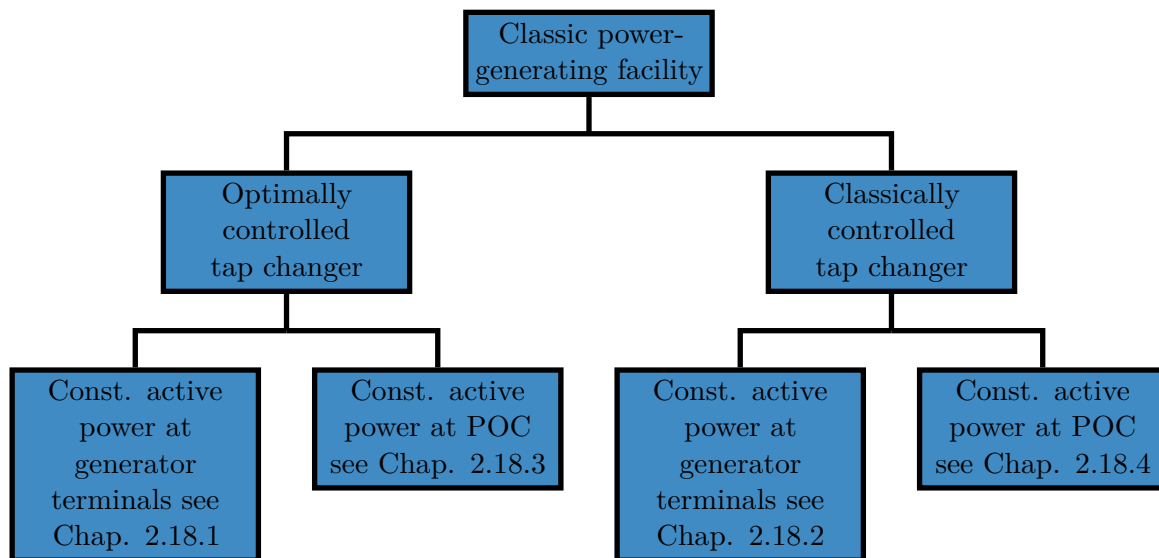 Classic power-
generating facility
Optimally
controlled
tap changer
Classically
controlled
tap changer
Const. active
power at
generator
terminals see
Chap. 2.18.1
Const. active
power at POC
see Chap. 2.18.3
Const. active
power at
generator
terminals see
Chap. 2.18.2
Const. active
power at POC
see Chap. 2.18.4